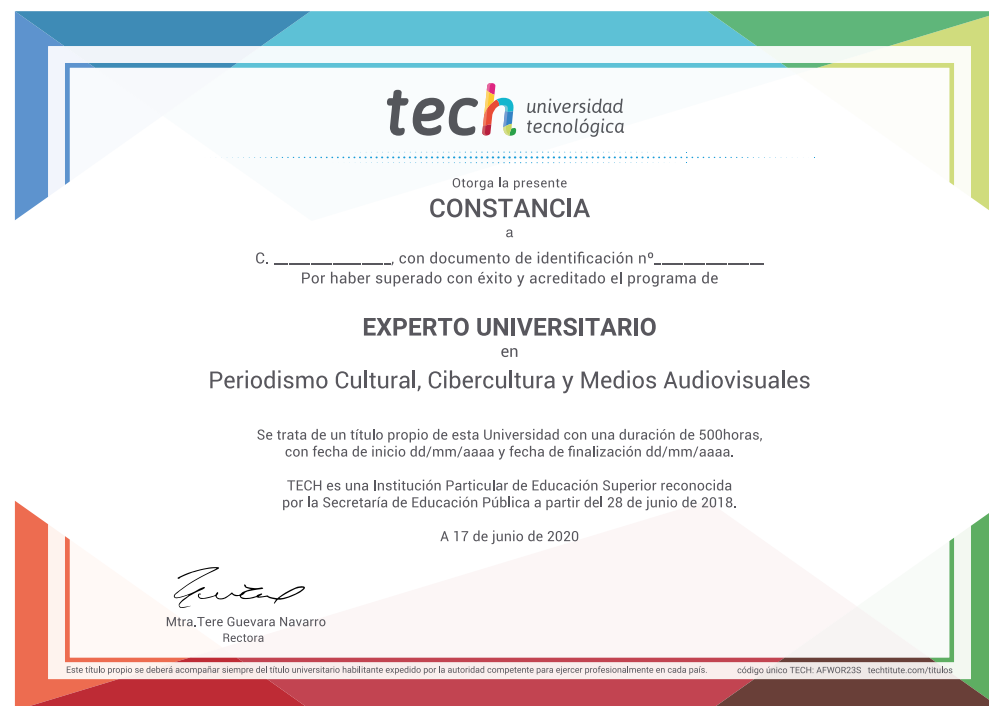 tech universidad
tecnológica
Otorga la presente
CONSTANCIA
a
C. ________________, con documento de identificación nº_______________
Por haber superado con éxito y acreditado el programa de
EXPERTO UNIVERSITARIO
en
Periodismo Cultural, Cibercultura y Medios Audiovisuales
Se trata de un título propio de esta Universidad con una duración de 500horas,
con fecha de inicio dd/mm/aaaa y fecha de finalización dd/mm/aaaa.
TECH es una Institución Particular de Educación Superior reconocida
por la Secretaría de Educación Pública a partir del 28 de junio de 2018.
A 17 de junio de 2020
Mtra.Tere Guevara Navarro
Rectora
Este título propio se deberá acompañar siempre del título universitario habilitante expedido por la autoridad competente para ejercer profesionalmente en cada país. código único TECH: AFWOR23S techtitute.com/titulos